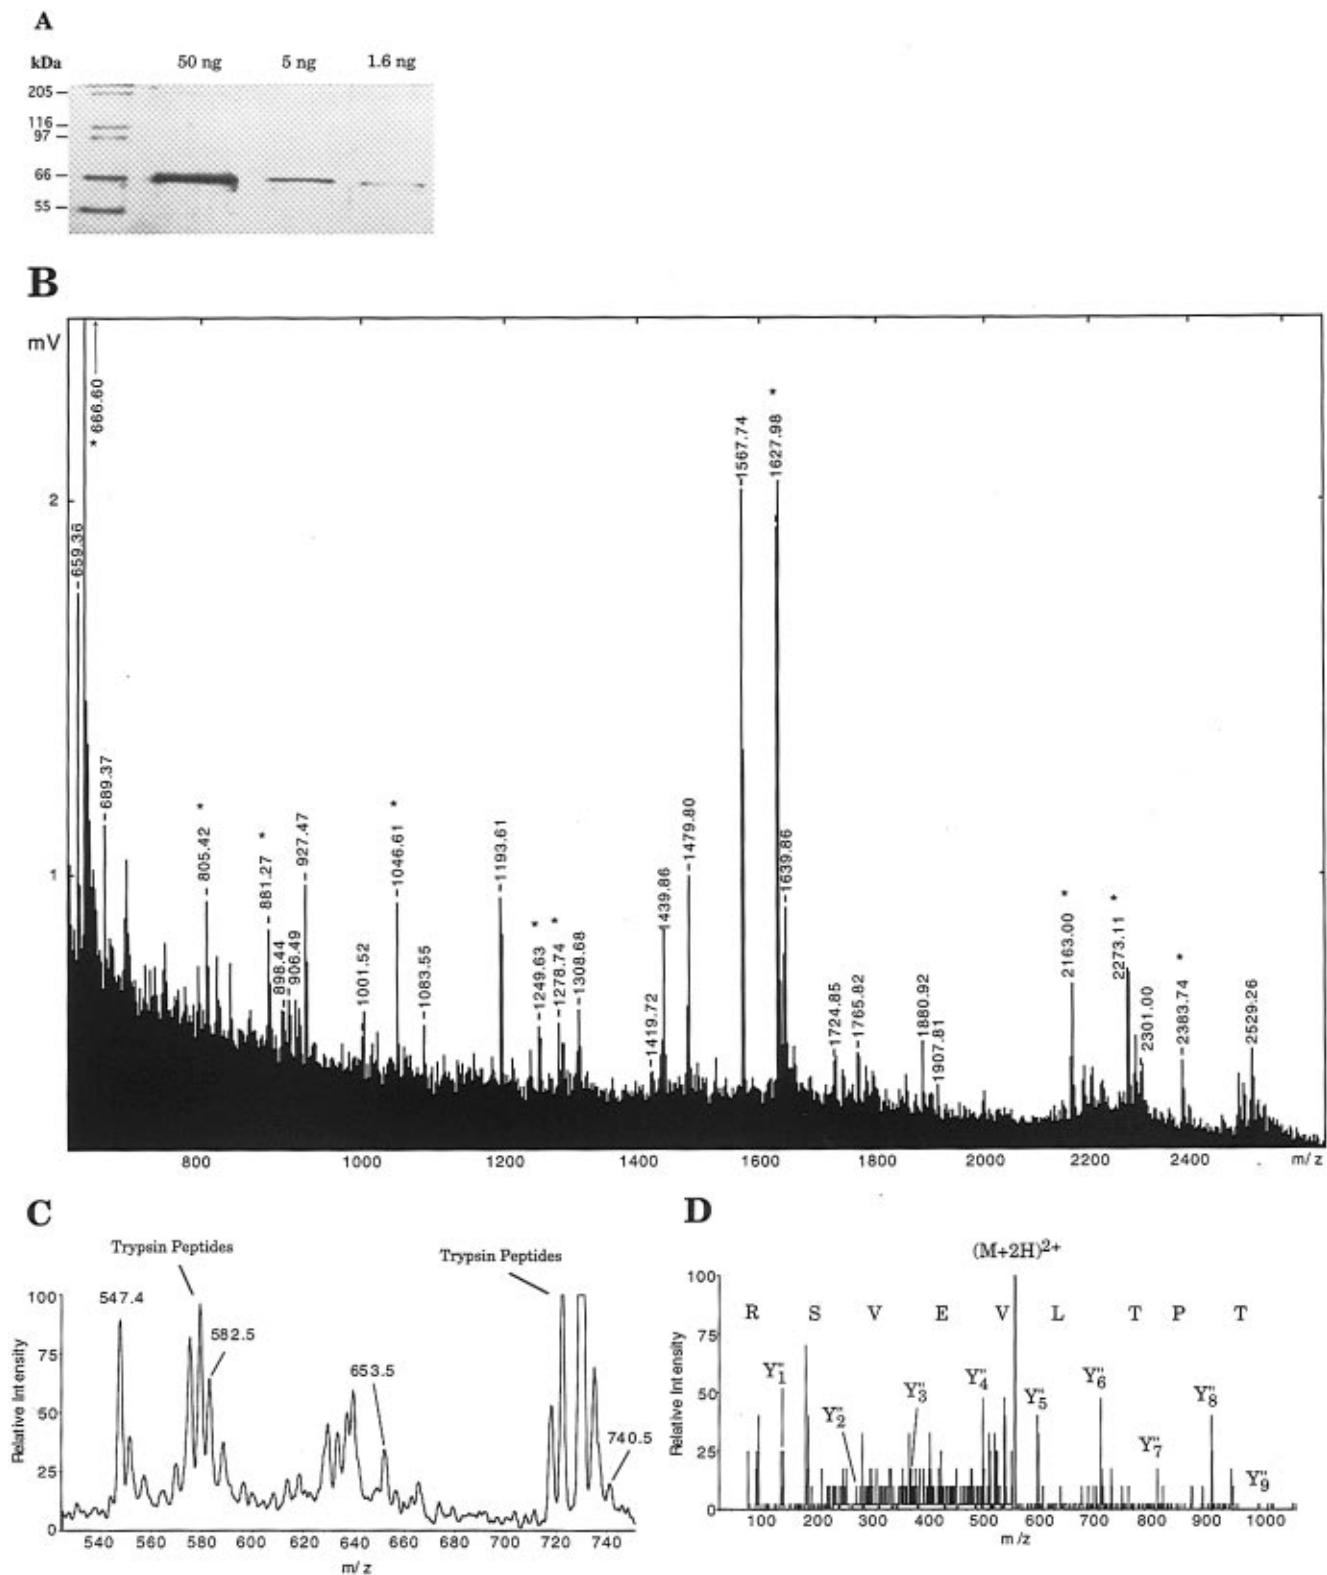 A
kDa 50 ng 5 ng 1.6 ng
205
116
97
66
55
B
mV
2
1
659.36
* 666.60
689.37
* 805.42
* 881.27
898.44
906.49
927.47
1001.52
* 1046.61
1083.55
1193.61
* 1249.63
* 1278.74
1308.68
1419.72
1439.86
1479.80
1567.74
* 1627.98
1639.86
1724.85
1765.82
1880.92
1907.81
* 2163.00
* 2273.11
2301.00
* 2383.74
2529.26
800 1000 1200 1400 1600 1800 2000 2200 2400 m/z
C
Trypsin Peptides
Trypsin Peptides
547.4
582.5
653.5
740.5
Relative Intensity
100
75
50
25
0
540 560 580 600 620 640 660 680 700 720 740
m/z
D
(M+2H)2+
R S V E V L T P T
Y"1
Y"2
Y"3
Y"4
Y"5
Y"6
Y"7
Y"8
Y"9
Relative Intensity
100
75
50
25
0
100 200 300 400 500 600 700 800 900 1000
m/z